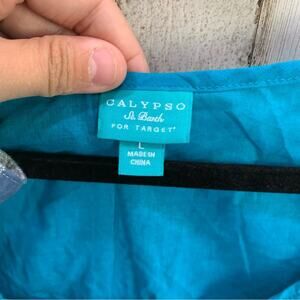 CALYPSO
St. Barth
FOR TARGET*
L
MADE IN
CHINA